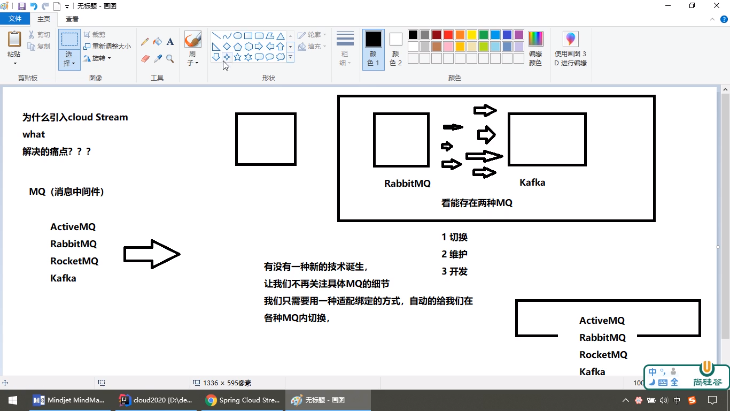 无标题 - 画图
文件 主页 查看
粘贴
剪切
复制
剪贴板
选择
裁剪
重新调整大小
旋转
图像
A
工具
刷子
形状
轮廓
填充
粗细
颜色 1
颜色 2
颜色
编辑颜色
使用画图 3D 进行编辑
为什么引入cloud Stream
what
解决的痛点？？？
MQ（消息中间件）
ActiveMQ
RabbitMQ
RocketMQ
Kafka
RabbitMQ
Kafka
看能存在两种MQ
1 切换
2 维护
3 开发
有没有一种新的技术诞生，
让我们不再关注具体MQ的细节
我们只需要用一种适配绑定的方式，自动的给我们在
各种MQ内切换，
ActiveMQ
RabbitMQ
RocketMQ
Kafka
1336 × 595像素
100
中
全
尚硅谷
Mindjet MindMa...
cloud2020 [D:\de...
Spring Cloud Stre...
无标题 - 画图
中